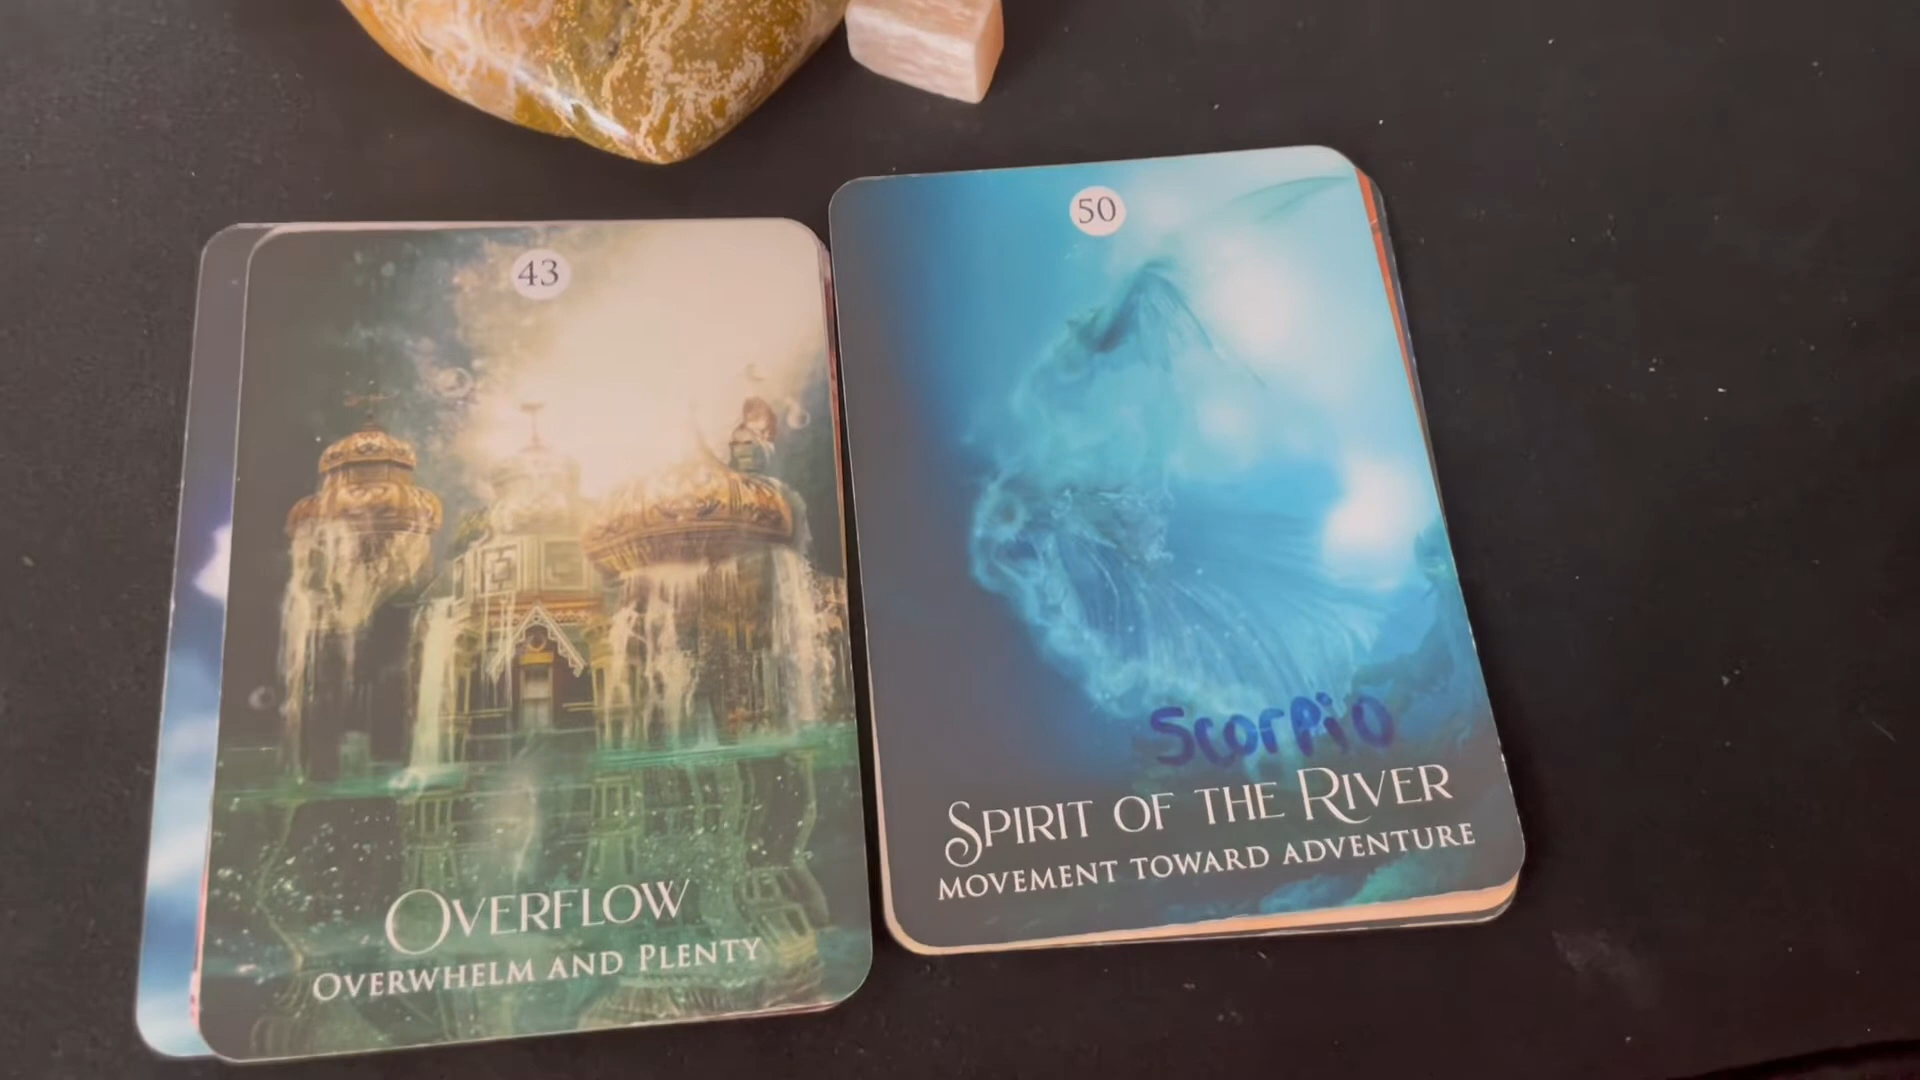 43
OVERFLOW
OVERWHELM AND PLENTY
50
Scorpio
SPIRIT OF THE RIVER
MOVEMENT TOWARD ADVENTURE